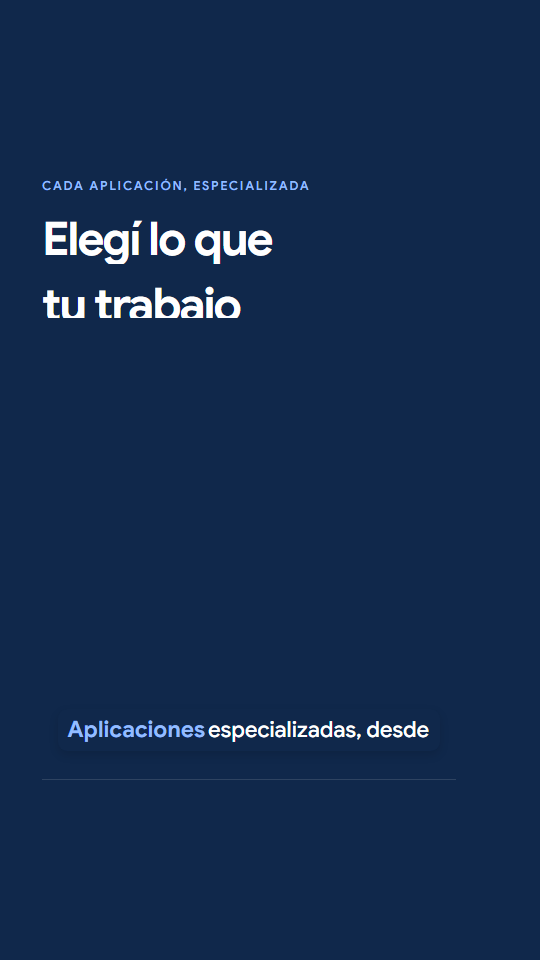 CADA APLICACIÓN, ESPECIALIZADA
Elegí lo que
tu trabajo
Aplicaciones especializadas, desde